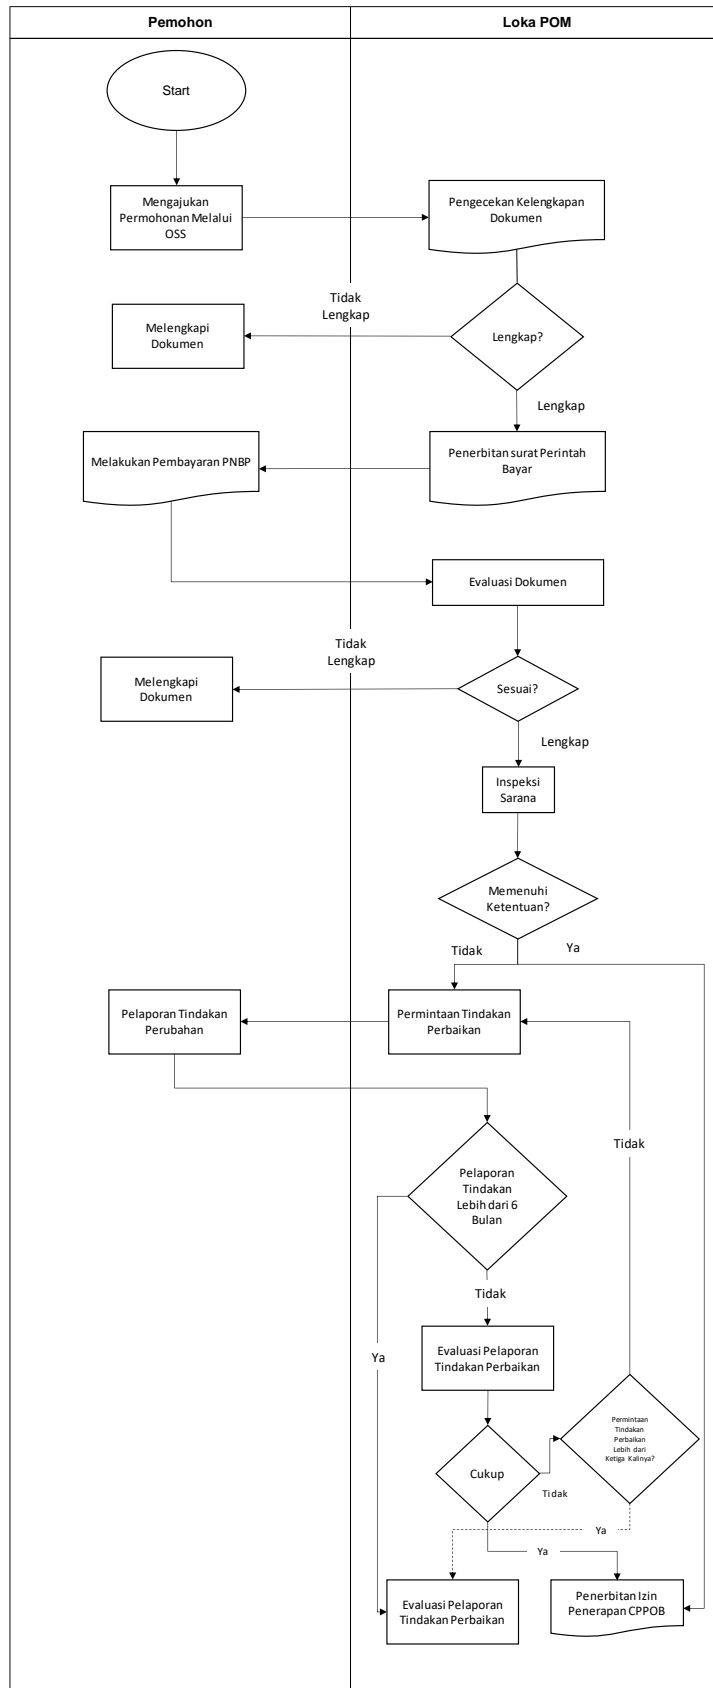 Pemohon
Loka POM
Start
Mengajukan
Permohonan Melalui
OSS
Pengecekan Kelengkapan
Dokumen
Tidak
Lengkap
Melengkapi
Dokumen
Lengkap?
Lengkap
Melakukan Pembayaran PNBP
Penerbitan surat Perintah
Bayar
Evaluasi Dokumen
Tidak
Lengkap
Melengkapi
Dokumen
Sesuai?
Lengkap
Inspeksi
Sarana
Memenuhi
Ketentuan?
Tidak
Ya
Pelaporan Tindakan
Perubahan
Permintaan Tindakan
Perbaikan
Tidak
Pelaporan
Tindakan
Lebih dari 6
Bulan
Tidak
Ya
Evaluasi Pelaporan
Tindakan Perbaikan
Permintaan
Tindakan
Perbaikan
Lebih dari
Ketiga Kalinya?
Cukup
Tidak
Ya
Ya
Evaluasi Pelaporan
Tindakan Perbaikan
Penerbitan Izin
Penerapan CPPOB